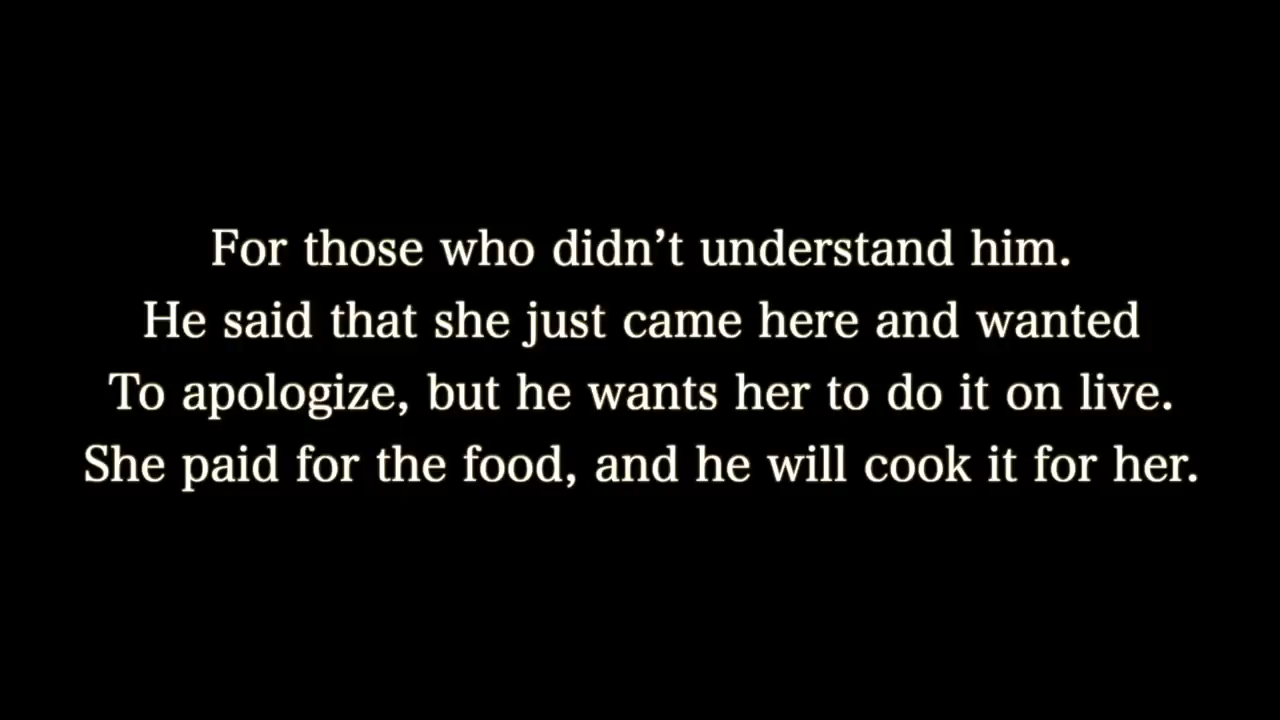 For those who didn’t understand him.
He said that she just came here and wanted
To apologize, but he wants her to do it on live.
She paid for the food, and he will cook it for her.